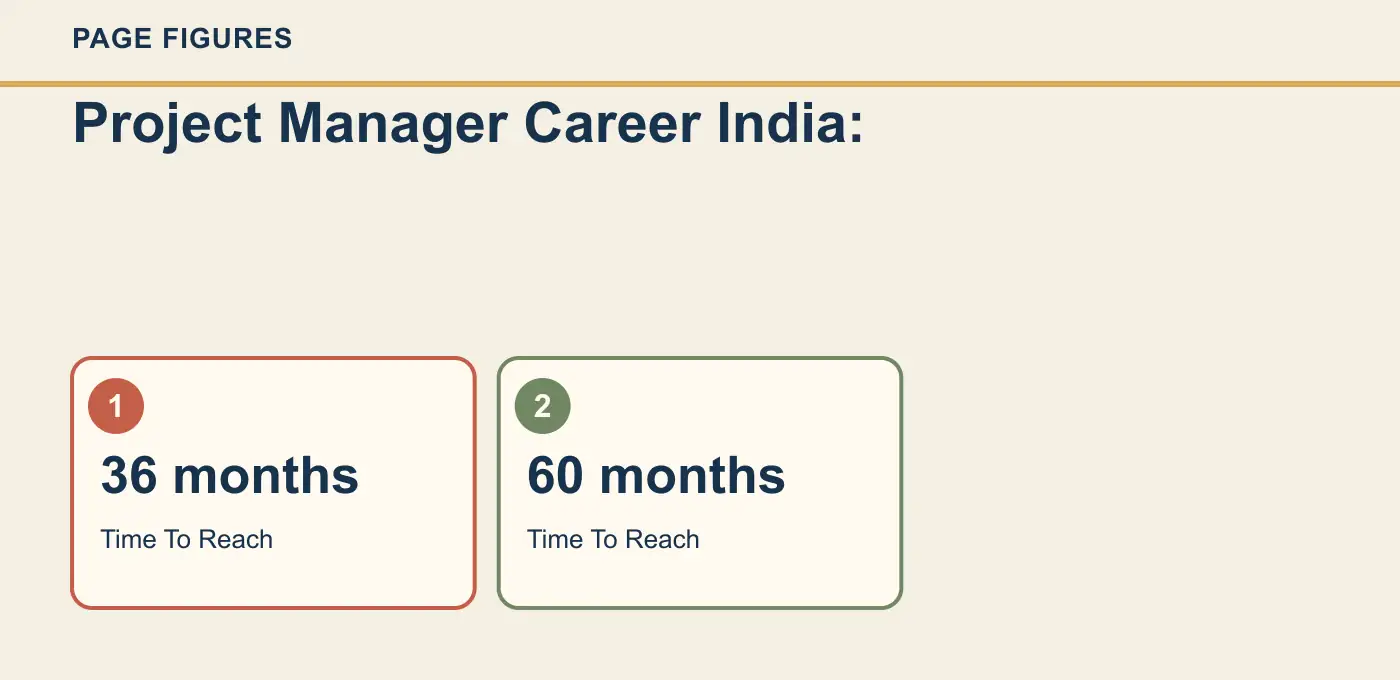 PAGE FIGURES
Project Manager Career India:
1
36 months
Time To Reach
2
60 months
Time To Reach